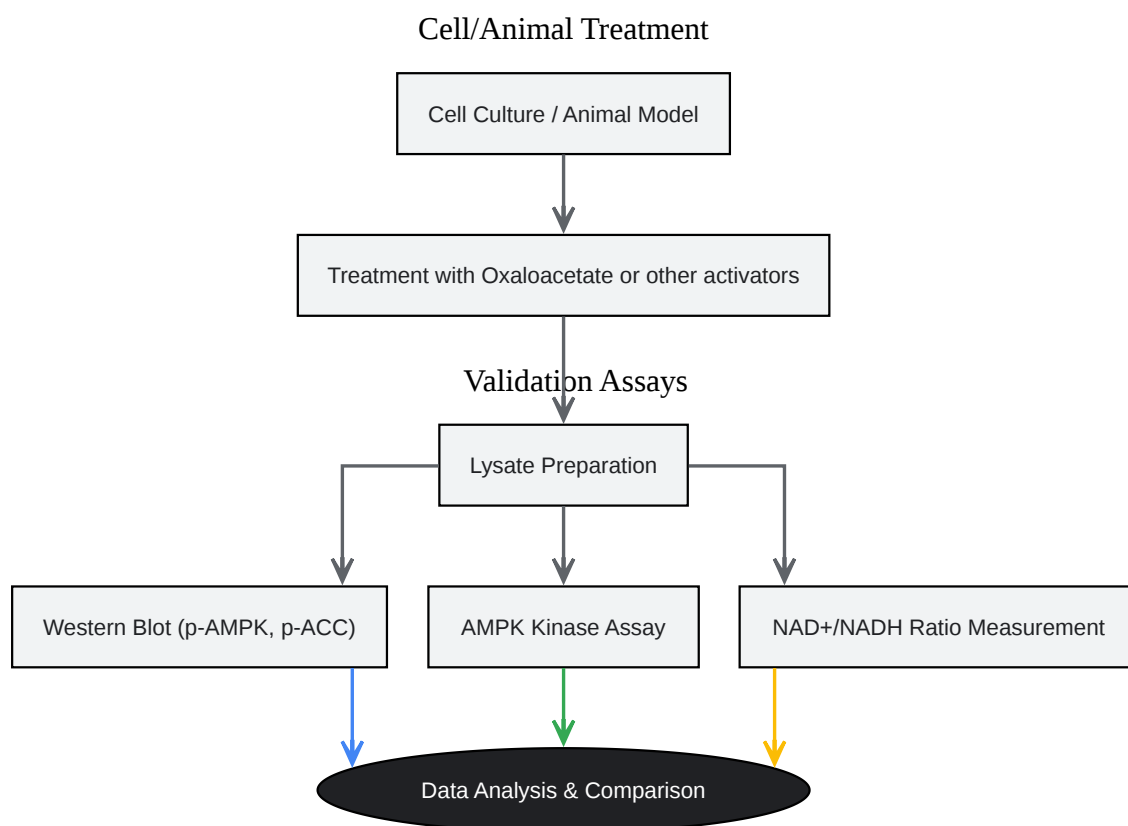 Cell/Animal Treatment
Cell Culture / Animal Model
Treatment with Oxaloacetate or other activators
Validation Assays
Lysate Preparation
Western Blot (p-AMPK, p-ACC)
AMPK Kinase Assay
NAD+/NADH Ratio Measurement
Data Analysis & Comparison